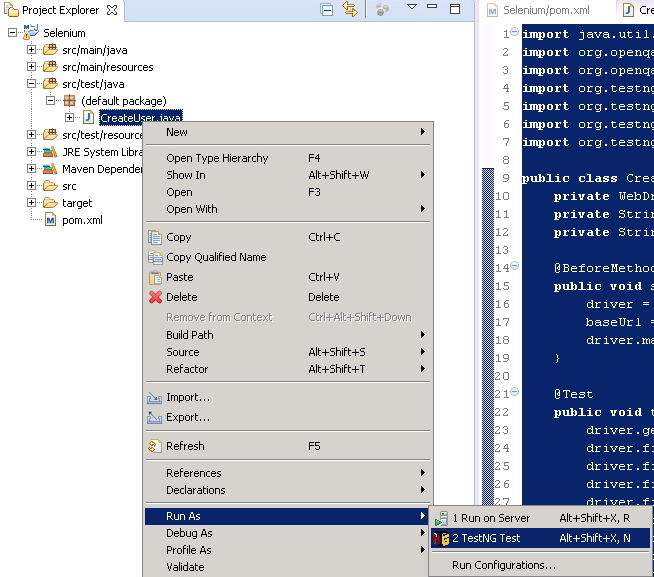 Project Explorer
Selenium
src/main/java
src/main/resources
src/test/java
(default package)
CreateUser.java
src/test/resource
JRE System Libra
Maven Depende
src
target
pom.xml
New
Open Type Hierarchy F4
Show In Alt+Shift+W
Open F3
Open With
Copy Ctrl+C
Copy Qualified Name
Paste Ctrl+V
Delete Delete
Remove from Context Ctrl+Alt+Shift+Down
Build Path
Source Alt+Shift+S
Refactor Alt+Shift+T
Import...
Export...
Refresh F5
References
Declarations
Run As
Debug As
Profile As
Validate
1 Run on Server Alt+Shift+X, R
2 TestNG Test Alt+Shift+X, N
Run Configurations...
Selenium/pom.xml
Cre
1 import java.util.
2 import org.openqa
3 import org.openqa
4 import org.testng
5 import org.testng
6 import org.testng
7 import org.testng
8
9 public class Crea
10 private WebDr
11 private Strin
12 private Strin
13
14 @BeforeMethod
15 public void s
16 driver =
17 baseUrl =
18 driver.ma
19 }
20
21 @Test
22 public void t
23 driver.ge
24 driver.fi
25 driver.fi
26 driver.fi
27 driver.fi